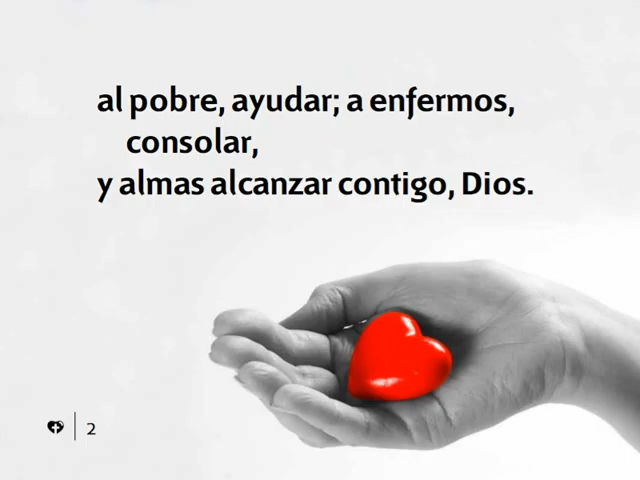 al pobre, ayudar; a enfermos,
consolar,
y almas alcanzar contigo, Dios.
2